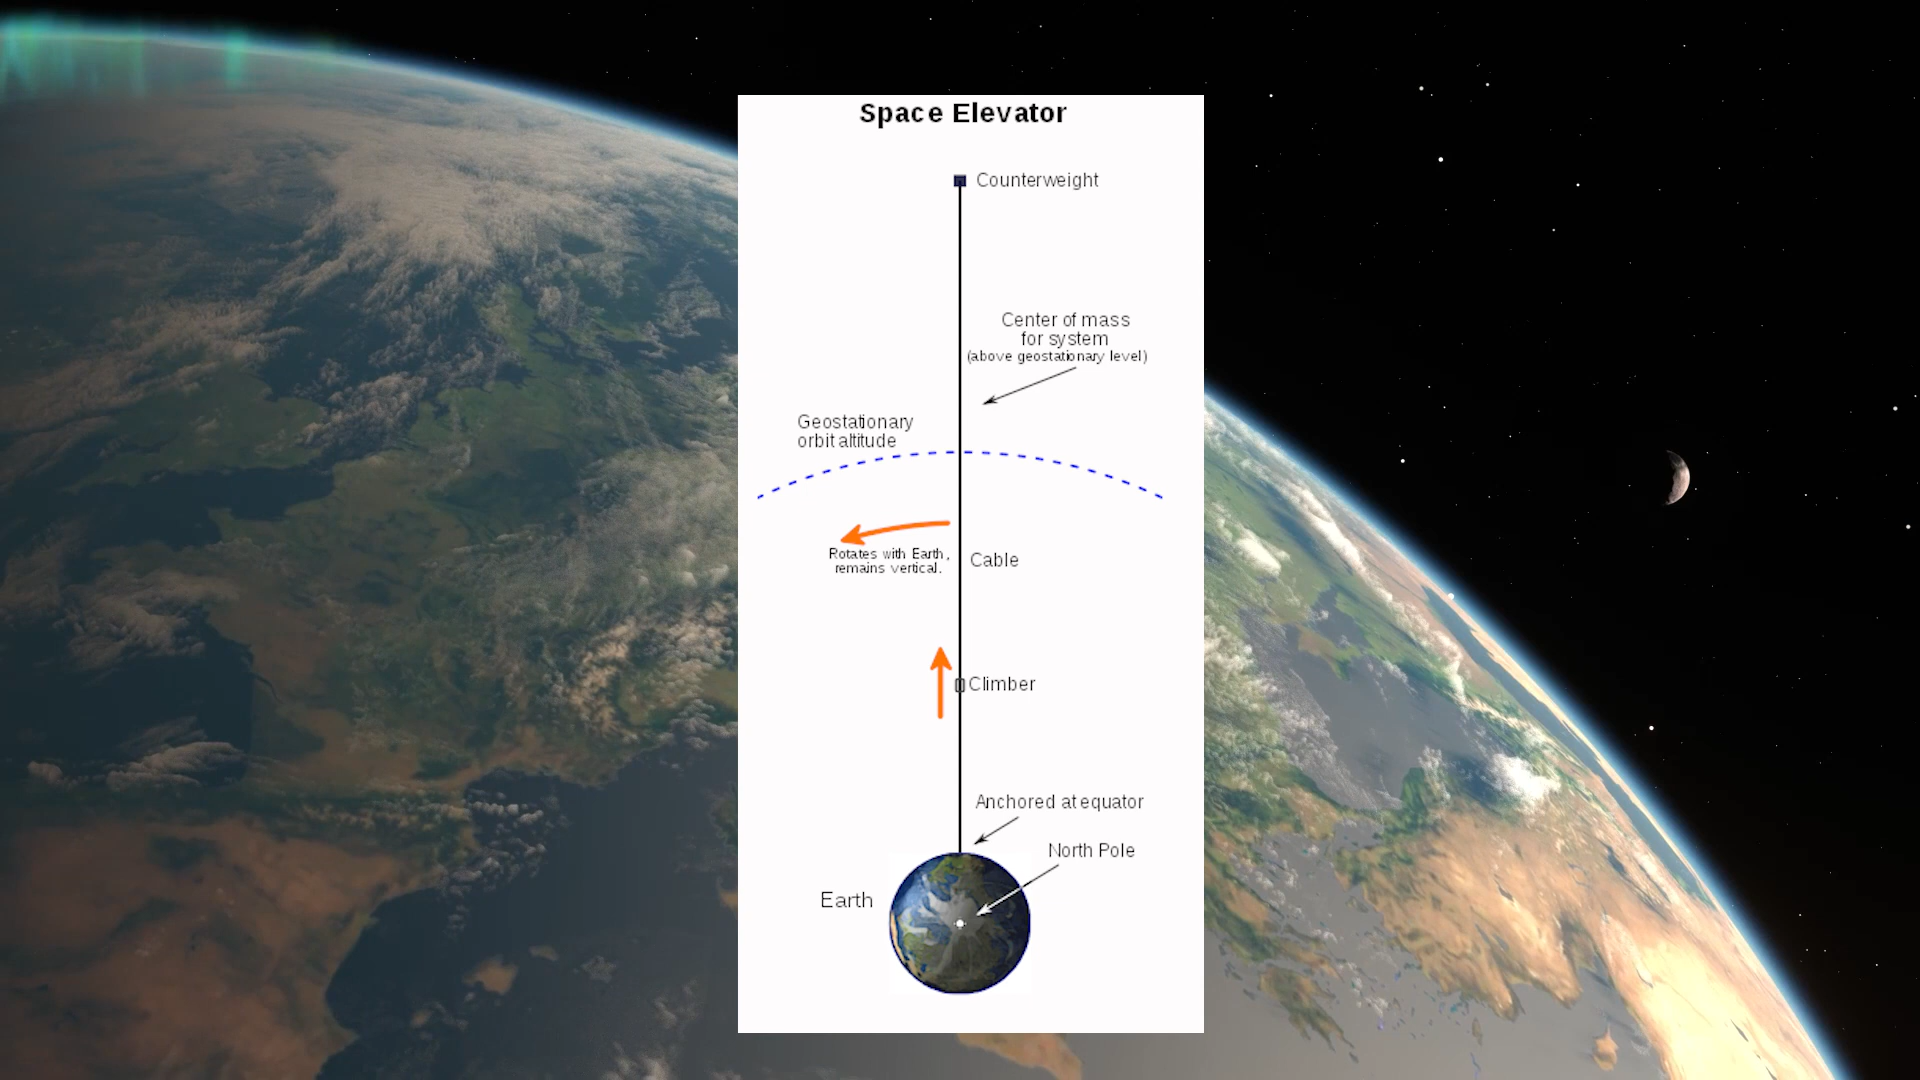 Space Elevator
Counterweight
Center of mass
for system
(above geostationary level)
Geostationary
orbit altitude
Rotates with Earth,
remains vertical.
Cable
Climber
Anchored at equator
North Pole
Earth